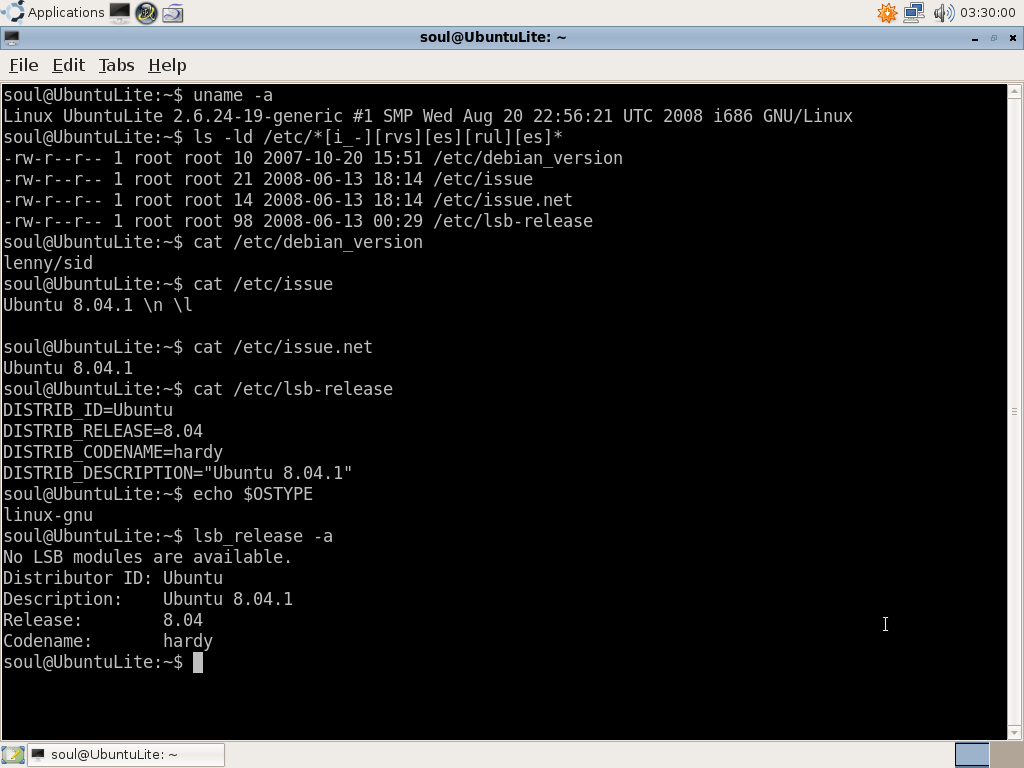 Applications 03:30:00
soul@UbuntuLite: ~
File Edit Tabs Help
soul@UbuntuLite:~$ uname -a
Linux UbuntuLite 2.6.24-19-generic #1 SMP Wed Aug 20 22:56:21 UTC 2008 i686 GNU/Linux
soul@UbuntuLite:~$ ls -ld /etc/*[i_-][rvs][es][rul][es]*
-rw-r--r-- 1 root root 10 2007-10-20 15:51 /etc/debian_version
-rw-r--r-- 1 root root 21 2008-06-13 18:14 /etc/issue
-rw-r--r-- 1 root root 14 2008-06-13 18:14 /etc/issue.net
-rw-r--r-- 1 root root 98 2008-06-13 00:29 /etc/lsb-release
soul@UbuntuLite:~$ cat /etc/debian_version
lenny/sid
soul@UbuntuLite:~$ cat /etc/issue
Ubuntu 8.04.1 \n \l

soul@UbuntuLite:~$ cat /etc/issue.net
Ubuntu 8.04.1
soul@UbuntuLite:~$ cat /etc/lsb-release
DISTRIB_ID=Ubuntu
DISTRIB_RELEASE=8.04
DISTRIB_CODENAME=hardy
DISTRIB_DESCRIPTION="Ubuntu 8.04.1"
soul@UbuntuLite:~$ echo $OSTYPE
linux-gnu
soul@UbuntuLite:~$ lsb_release -a
No LSB modules are available.
Distributor ID: Ubuntu
Description:    Ubuntu 8.04.1
Release:        8.04
Codename:       hardy
soul@UbuntuLite:~$
soul@UbuntuLite: ~